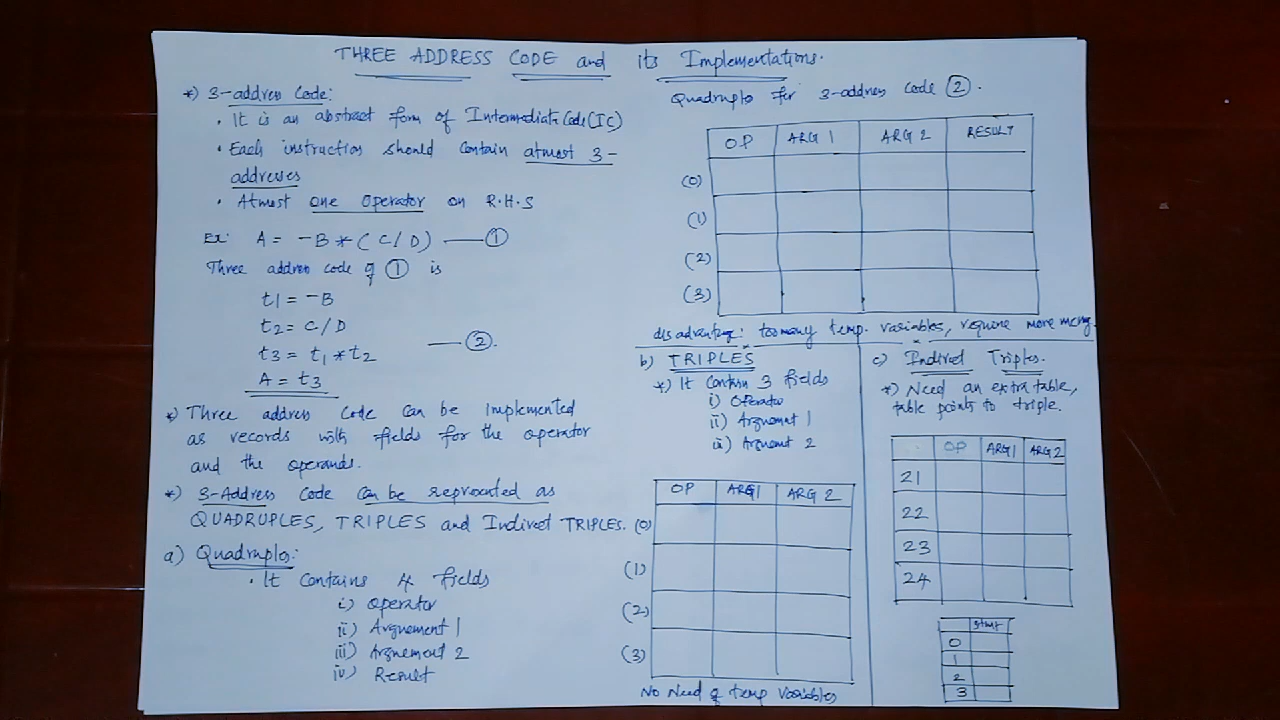 THREE ADDRESS CODE and its Implementations.
*) 3-address Code:
• It is an abstract form of Intermediate Code (IC)
• Each instruction should contain atmost 3-
addresses
• Atmost one operator on R.H.S
Ex: A = -B * ( C / D) —— ①
Three address code of ① is
t1 = -B
t2 = C/D
t3 = t1 * t2 —— ②.
A = t3
*) Three address code can be implemented
as records with fields for the operator
and the operands.
*) 3-Address Code Can be represented as
QUADRUPLES, TRIPLES and Indirect TRIPLES.
a) Quadruples:
• It Contains 4 fields
i) operator
ii) Arguement 1
iii) Arguement 2
iv) Result
Quadruples for 3-address code ②.
OP ARG 1 ARG 2 RESULT
(0)
(1)
(2)
(3)
disadvantage: too many temp. variables, require more
b) TRIPLES
*) It Contain 3 fields
i) Operator
ii) Arguement 1
iii) Arguement 2
OP ARG1 ARG 2
(0)
(1)
(2)
(3)
No Need of temp variables
c) Indirect Triples.
*) Need an extra table,
table points to triple.
OP ARG1 ARG 2
21
22
23
24
stmt
0
1
2
3